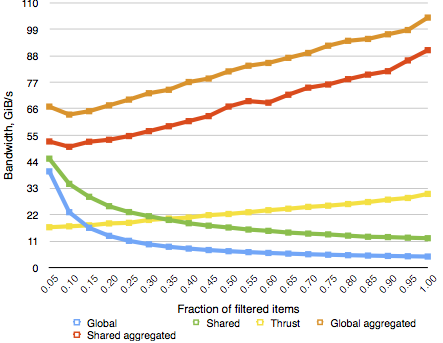 110
99
88
77
66
55
44
33
22
11
0
Bandwidth, GiB/s
0.05 0.10 0.15 0.20 0.25 0.30 0.35 0.40 0.45 0.50 0.55 0.60 0.65 0.70 0.75 0.80 0.85 0.90 0.95 1.00
Fraction of filtered items
Global Shared Thrust Global aggregated
Shared aggregated